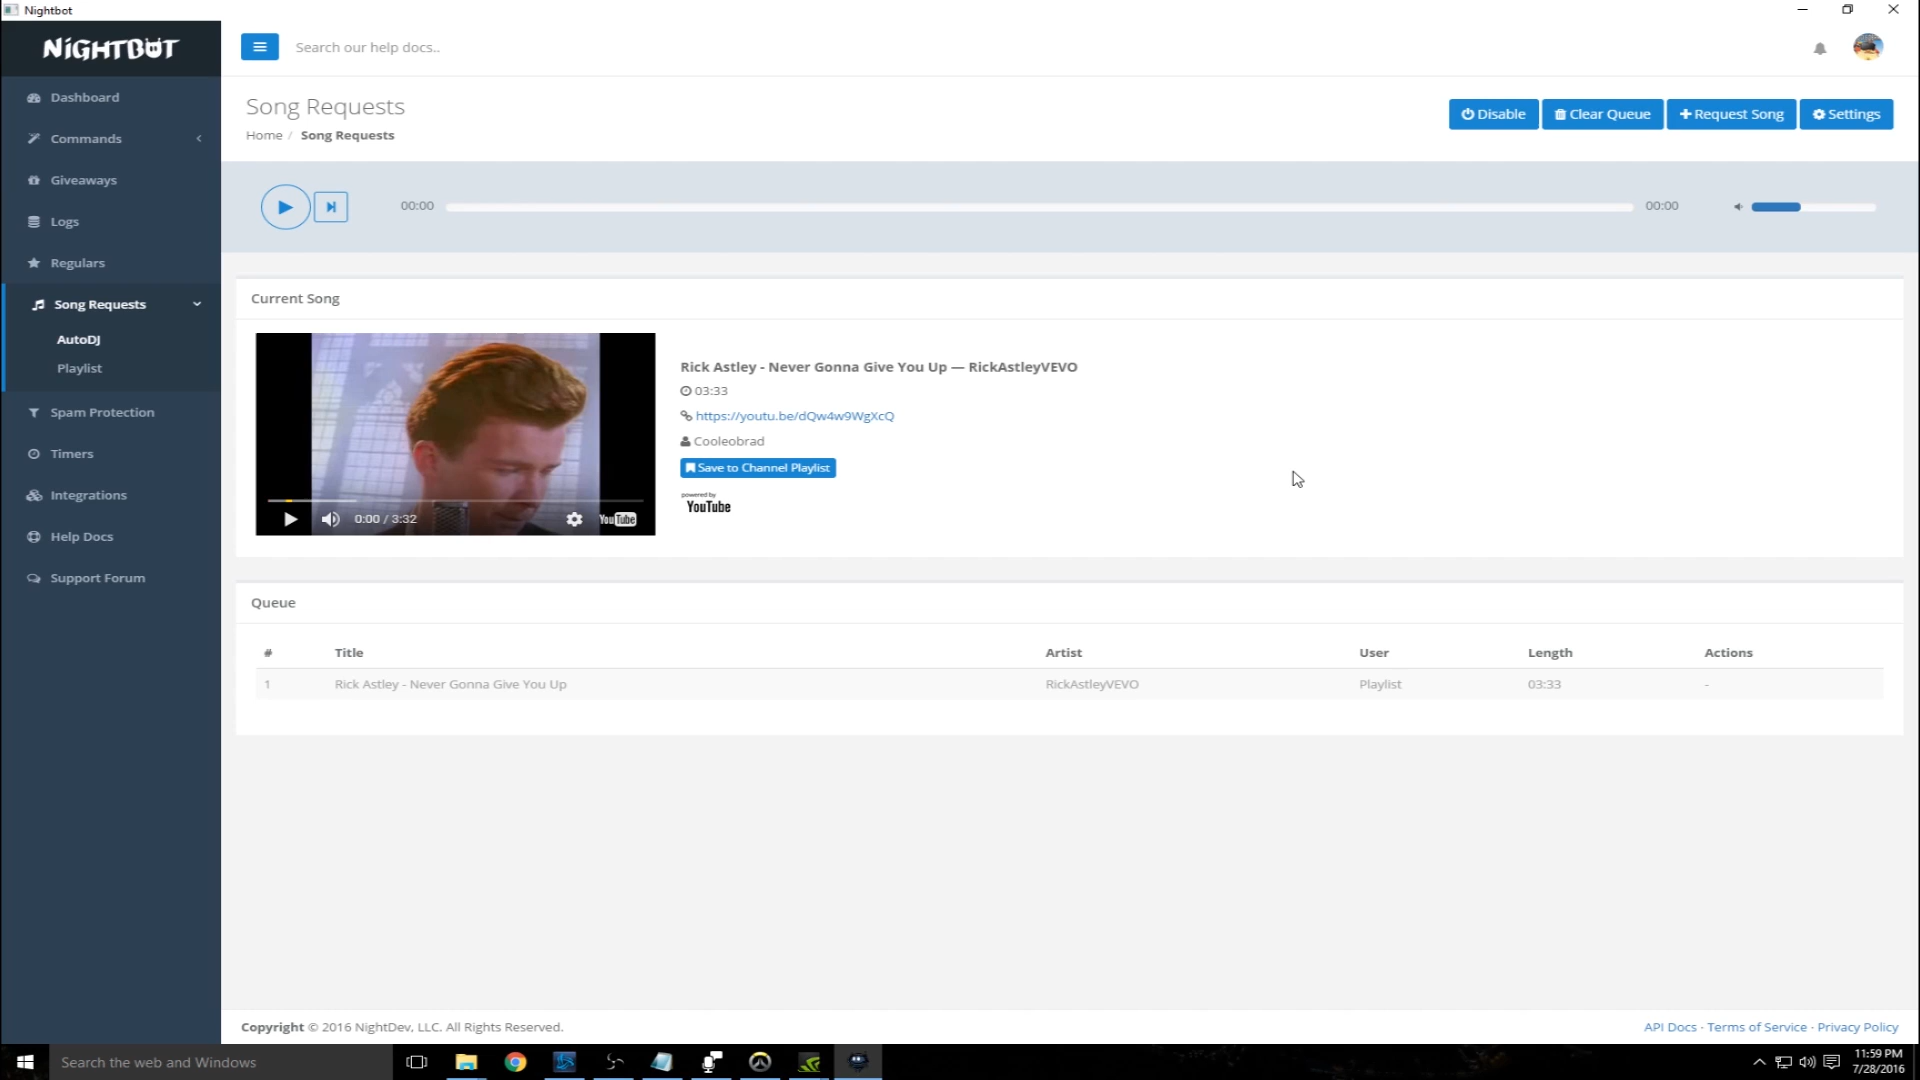 Nightbot
NIGHTBOT
Search our help docs..
Dashboard
Commands
Giveaways
Logs
Regulars
Song Requests
AutoDJ
Playlist
Spam Protection
Timers
Integrations
Help Docs
Support Forum
Song Requests
Home / Song Requests
Disable
Clear Queue
Request Song
Settings
00:00
00:00
Current Song
0:00 / 3:32
YouTube
Rick Astley - Never Gonna Give You Up — RickAstleyVEVO
03:33
https://youtu.be/dQw4w9WgXcQ
Cooleobrad
Save to Channel Playlist
powered by
YouTube
Queue
# Title Artist User Length Actions
1 Rick Astley - Never Gonna Give You Up RickAstleyVEVO Playlist 03:33 -
Copyright © 2016 NightDev, LLC. All Rights Reserved.
API Docs · Terms of Service · Privacy Policy
Search the web and Windows
11:59 PM
7/28/2016